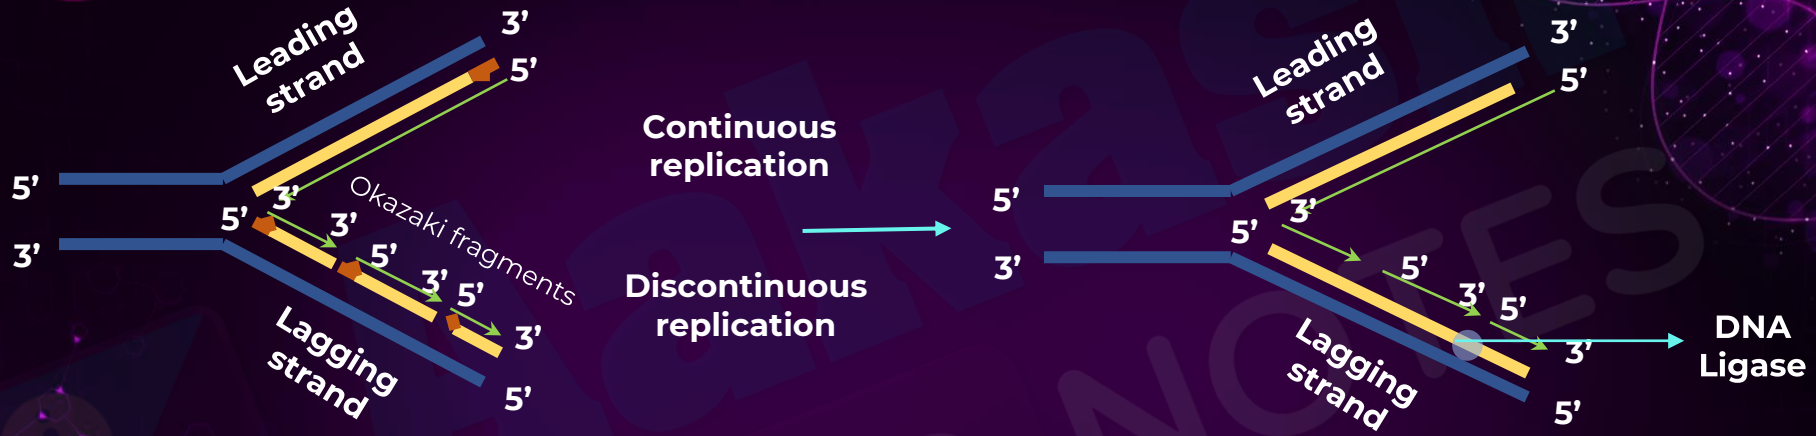 Leading
strand
3’
5’
5’
3’
3’
5’
3’
Okazaki fragments
5’
3’
5’
3’
5’
Lagging
strand
Continuous
replication
Discontinuous
replication
Leading
strand
3’
5’
5’
3’
3’
5’
5’
3’
5’
3’
5’
Lagging
strand
DNA
Ligase
aakash
NOTES